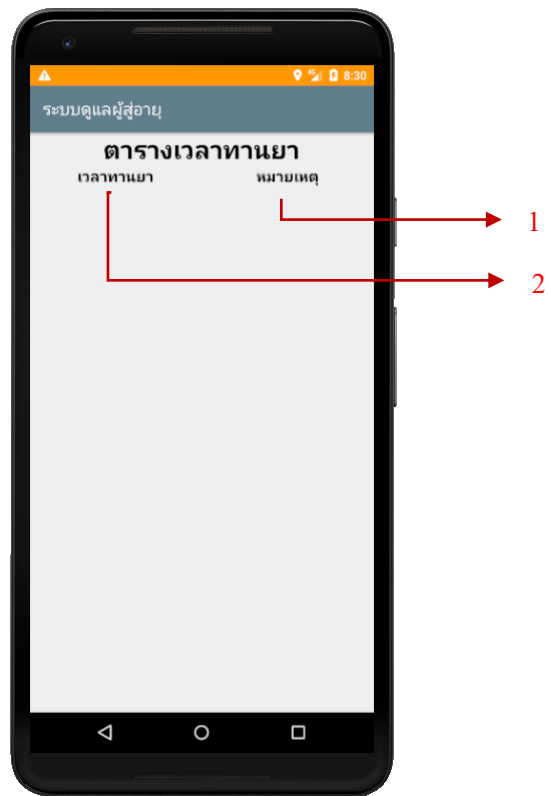 8:30
ระบบดูแลผู้สู่อายุ
ตารางเวลาทานยา
เวลาทานยา หมายเหตุ
1
2